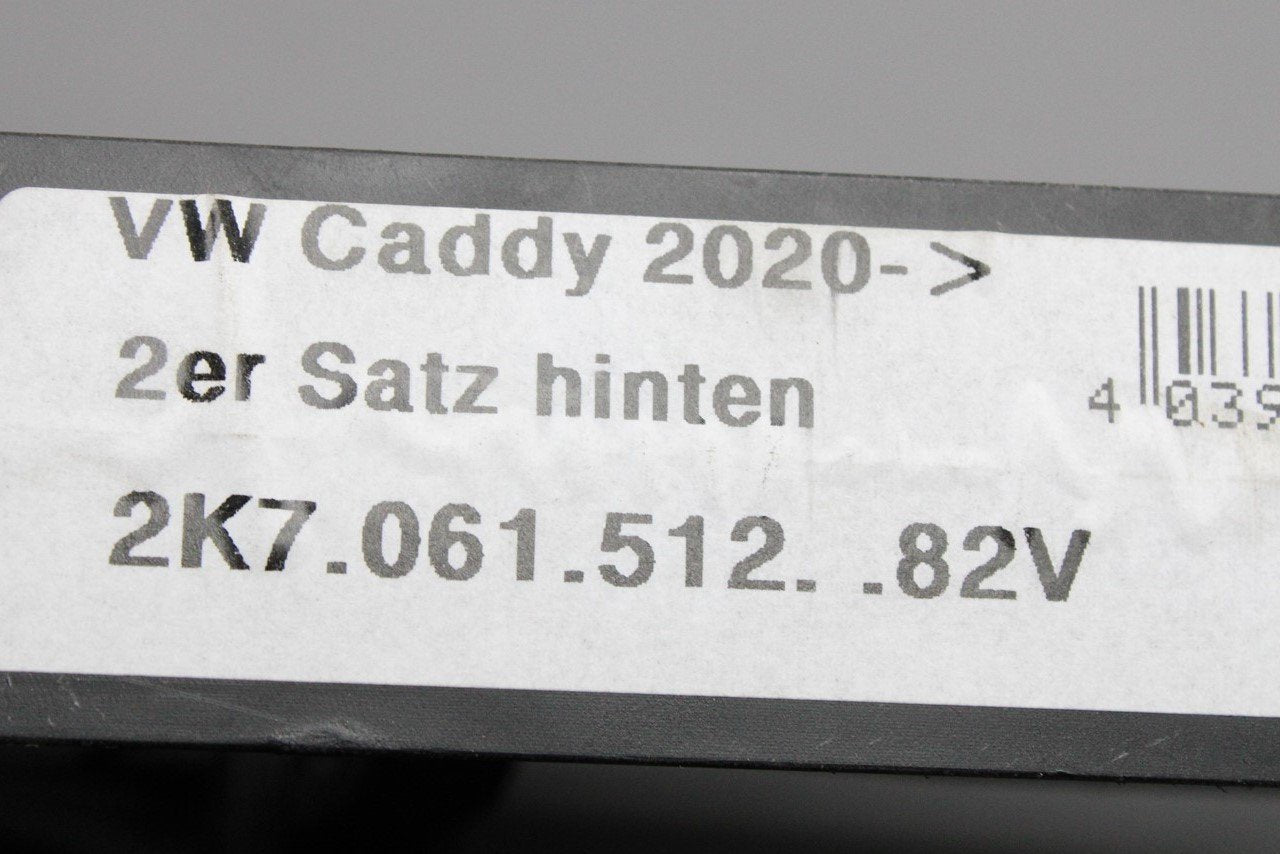 VW Caddy 2020->
2er Satz hinten
4 039
2K7.061.512. .82V